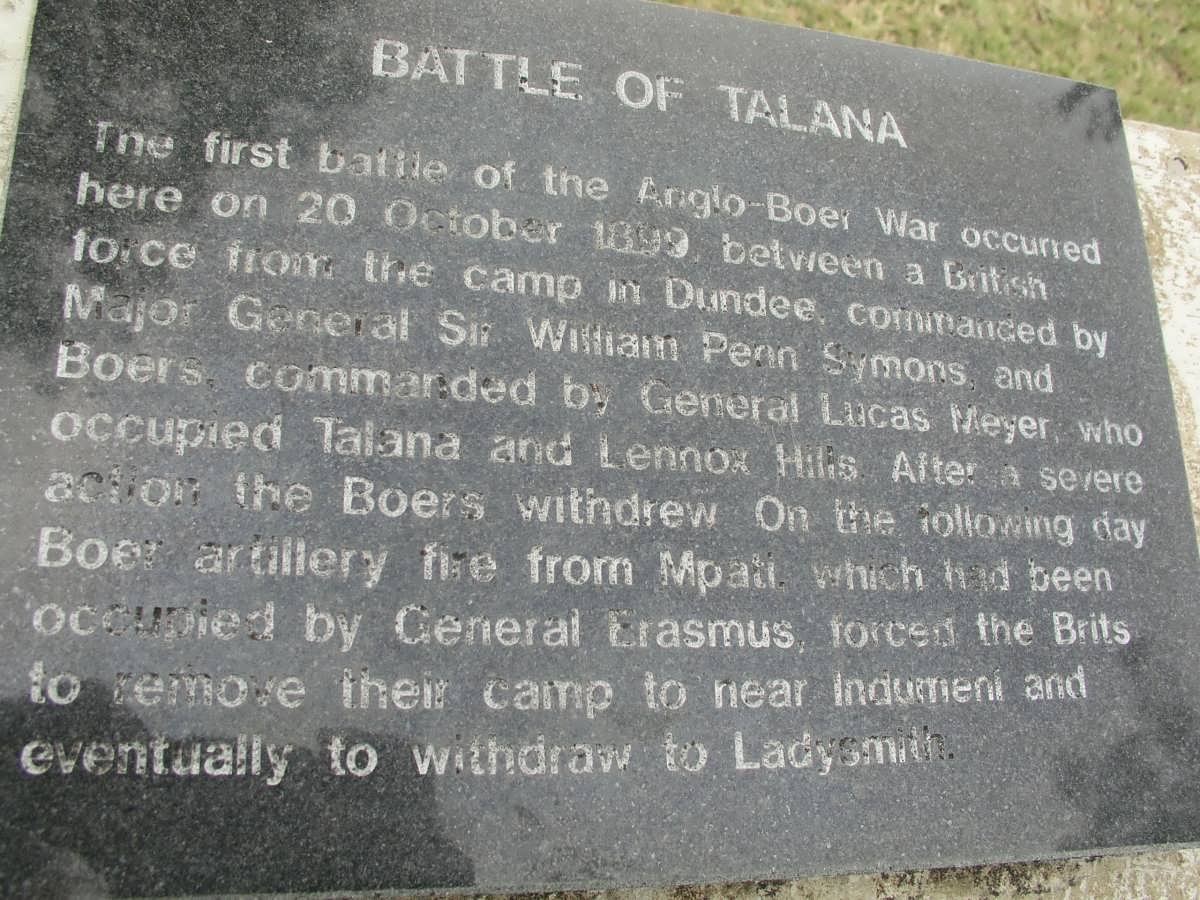 BATTLE OF TALANA
The first battle of the Anglo-Boer War occurred
here on 20 October 1899, between a British
force from the camp in Dundee, commanded by
Major General Sir William Penn Symons, and
Boers, commanded by General Lucas Meyer, who
occupied Talana and Lennox Hills. After a severe
action the Boers withdrew. On the following day
Boer artillery fire from Mpati, which had been
occupied by General Erasmus, forced the Brits
to remove their camp to near Indumeni and
eventually to withdraw to Ladysmith.